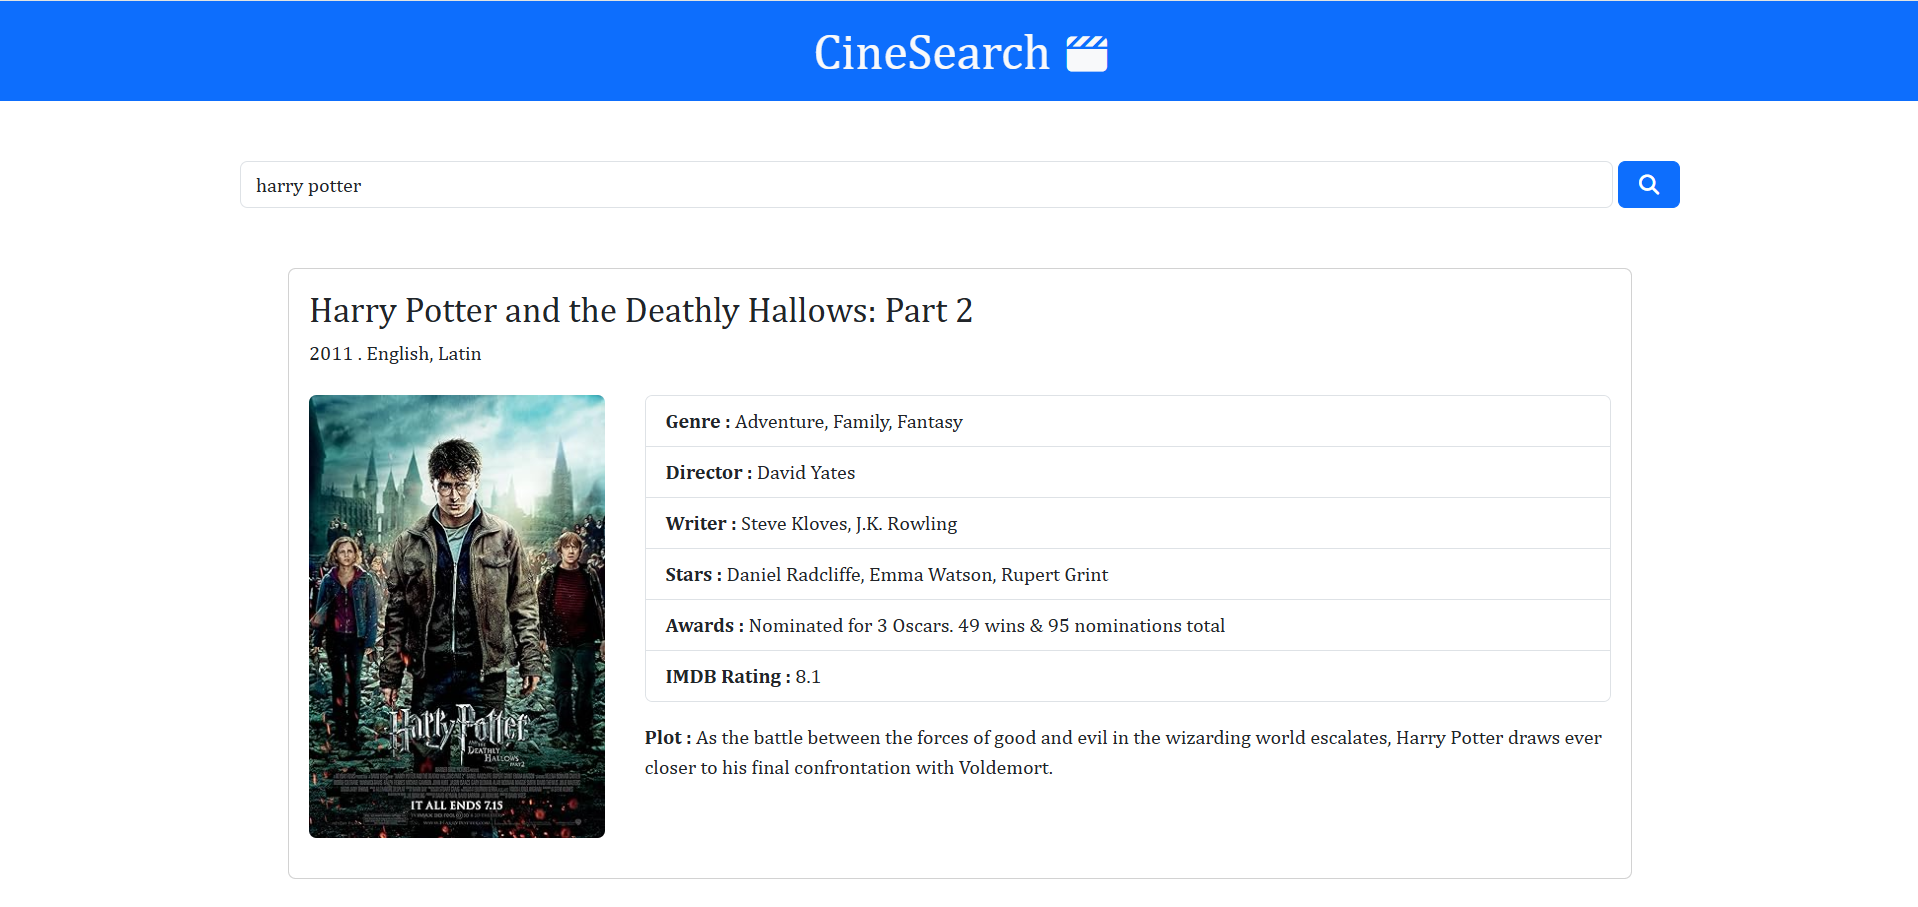 CineSearch
harry potter
Harry Potter and the Deathly Hallows: Part 2
2011 . English, Latin
Genre : Adventure, Family, Fantasy
Director : David Yates
Writer : Steve Kloves, J.K. Rowling
Stars : Daniel Radcliffe, Emma Watson, Rupert Grint
Awards : Nominated for 3 Oscars. 49 wins & 95 nominations total
IMDB Rating : 8.1
Plot : As the battle between the forces of good and evil in the wizarding world escalates, Harry Potter draws ever
closer to his final confrontation with Voldemort.
Harry Potter
AND THE
DEATHLY
HALLOWS
PART 2
IT ALL ENDS 7.15